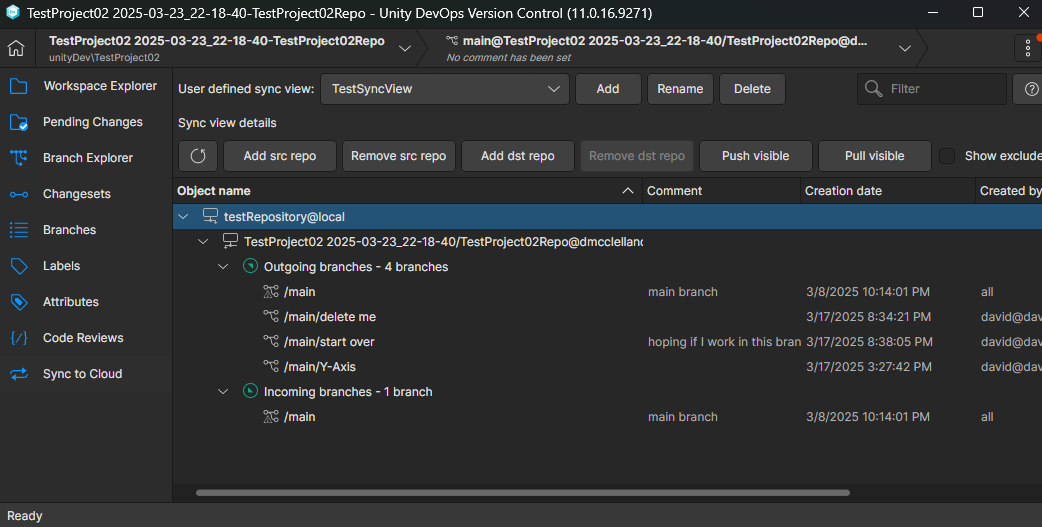 TestProject02 2025-03-23_22-18-40-TestProject02Repo - Unity DevOps Version Control (11.0.16.9271)
TestProject02 2025-03-23_22-18-40-TestProject02Repo
unityDev\TestProject02
main@TestProject02 2025-03-23_22-18-40/TestProject02Repo@d...
No comment has been set
Workspace Explorer
Pending Changes
Branch Explorer
Changesets
Branches
Labels
Attributes
Code Reviews
Sync to Cloud
User defined sync view: TestSyncView Add Rename Delete Filter
Sync view details
Add src repo Remove src repo Add dst repo Remove dst repo Push visible Pull visible Show exclude
Object name Comment Creation date Created by
testRepository@local
TestProject02 2025-03-23_22-18-40/TestProject02Repo@dmcclellanc
Outgoing branches - 4 branches
/main main branch 3/8/2025 10:14:01 PM all
/main/delete me 3/17/2025 8:34:21 PM david@dav
/main/start over hoping if I work in this bran 3/17/2025 8:38:05 PM david@dav
/main/Y-Axis 3/17/2025 3:27:42 PM david@dav
Incoming branches - 1 branch
/main main branch 3/8/2025 10:14:01 PM all
Ready